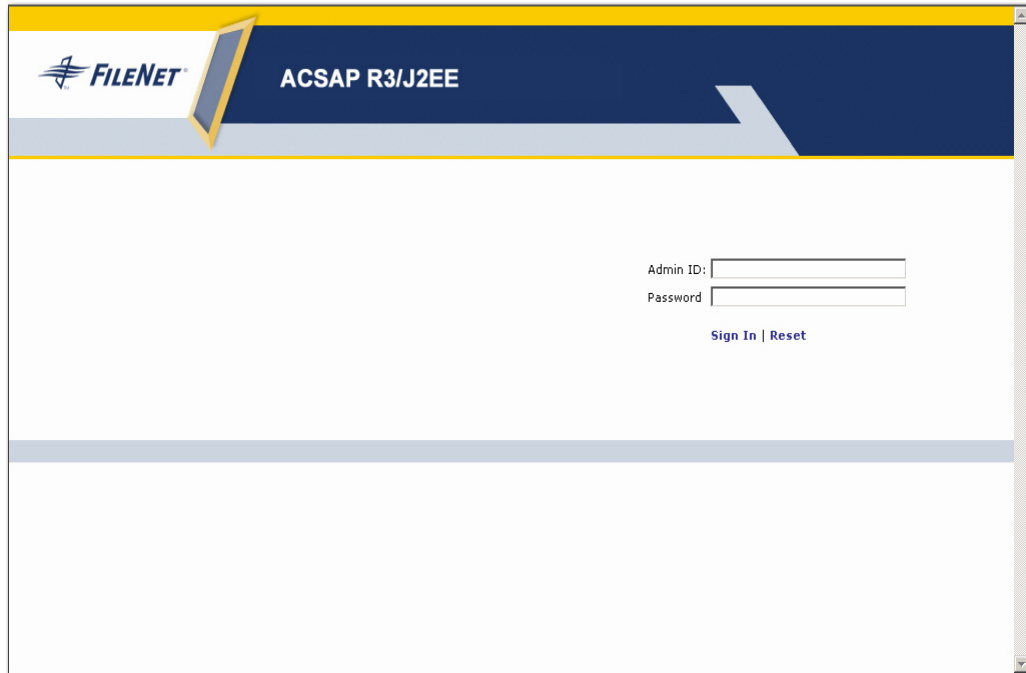 FILENET
ACSAP R3/J2EE
Admin ID:
Password
Sign In | Reset